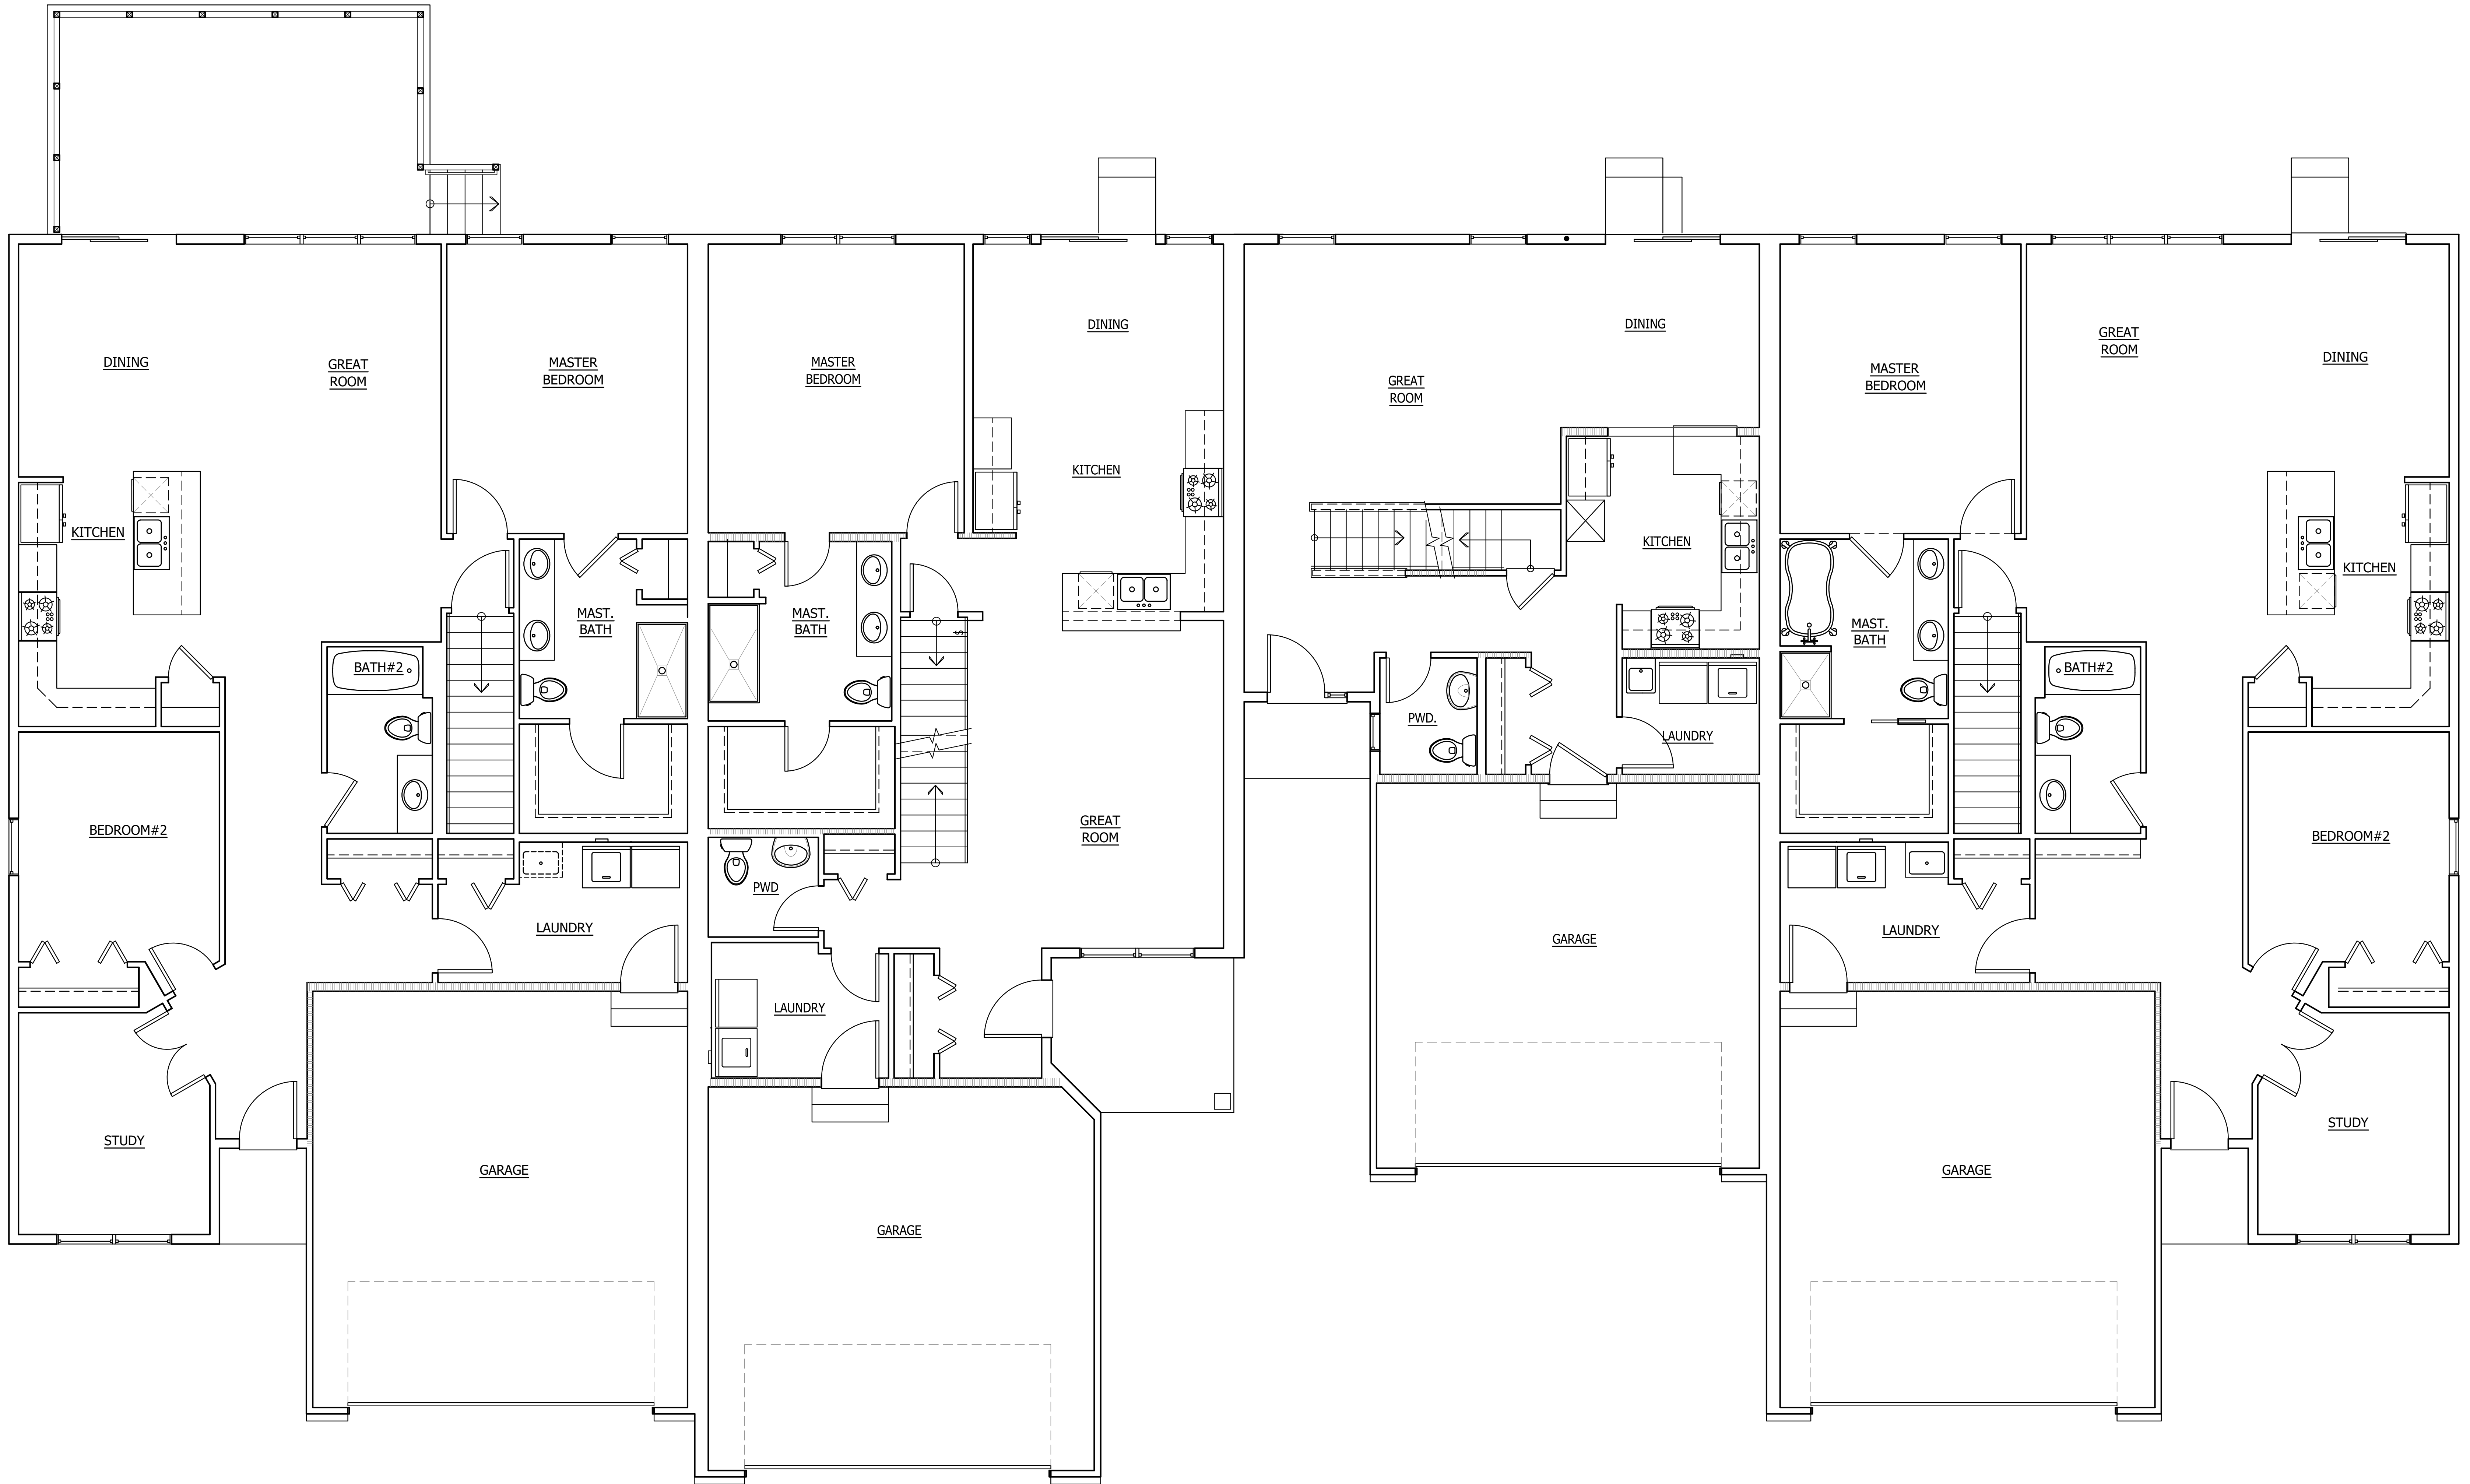 DINING
GREAT
ROOM
MASTER
BEDROOM
KITCHEN
MAST.
BATH
BATH#2
BEDROOM#2
LAUNDRY
STUDY
GARAGE
MASTER
BEDROOM
DINING
KITCHEN
MAST.
BATH
GREAT
ROOM
PWD
LAUNDRY
GARAGE
DINING
GREAT
ROOM
KITCHEN
PWD.
LAUNDRY
GARAGE
MASTER
BEDROOM
GREAT
ROOM
DINING
KITCHEN
MAST.
BATH
BATH#2
BEDROOM#2
LAUNDRY
STUDY
GARAGE